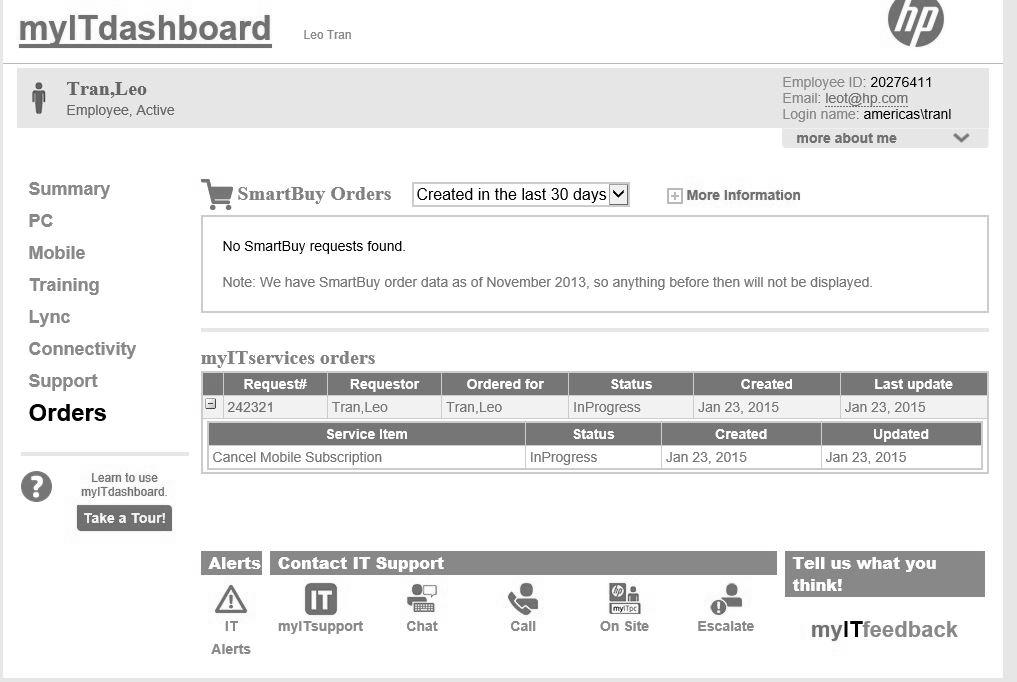 myITdashboard
Leo Tran
hp
Tran,Leo
Employee, Active
Employee ID: 20276411
Email: leot@hp.com
Login name: americas\tranl
more about me
Summary
PC
Mobile
Training
Lync
Connectivity
Support
Orders
?
Learn to use
myITdashboard.
Take a Tour!
SmartBuy Orders
Created in the last 30 days
More Information
No SmartBuy requests found.
Note: We have SmartBuy order data as of November 2013, so anything before then will not be displayed.
myITservices orders
Request# Requestor Ordered for Status Created Last update
242321 Tran,Leo Tran,Leo InProgress Jan 23, 2015 Jan 23, 2015
Service Item Status Created Updated
Cancel Mobile Subscription InProgress Jan 23, 2015 Jan 23, 2015
Alerts
IT
Alerts
Contact IT Support
IT
myITsupport
Chat
Call
hp
myITpc
On Site
Escalate
Tell us what you
think!
myITfeedback